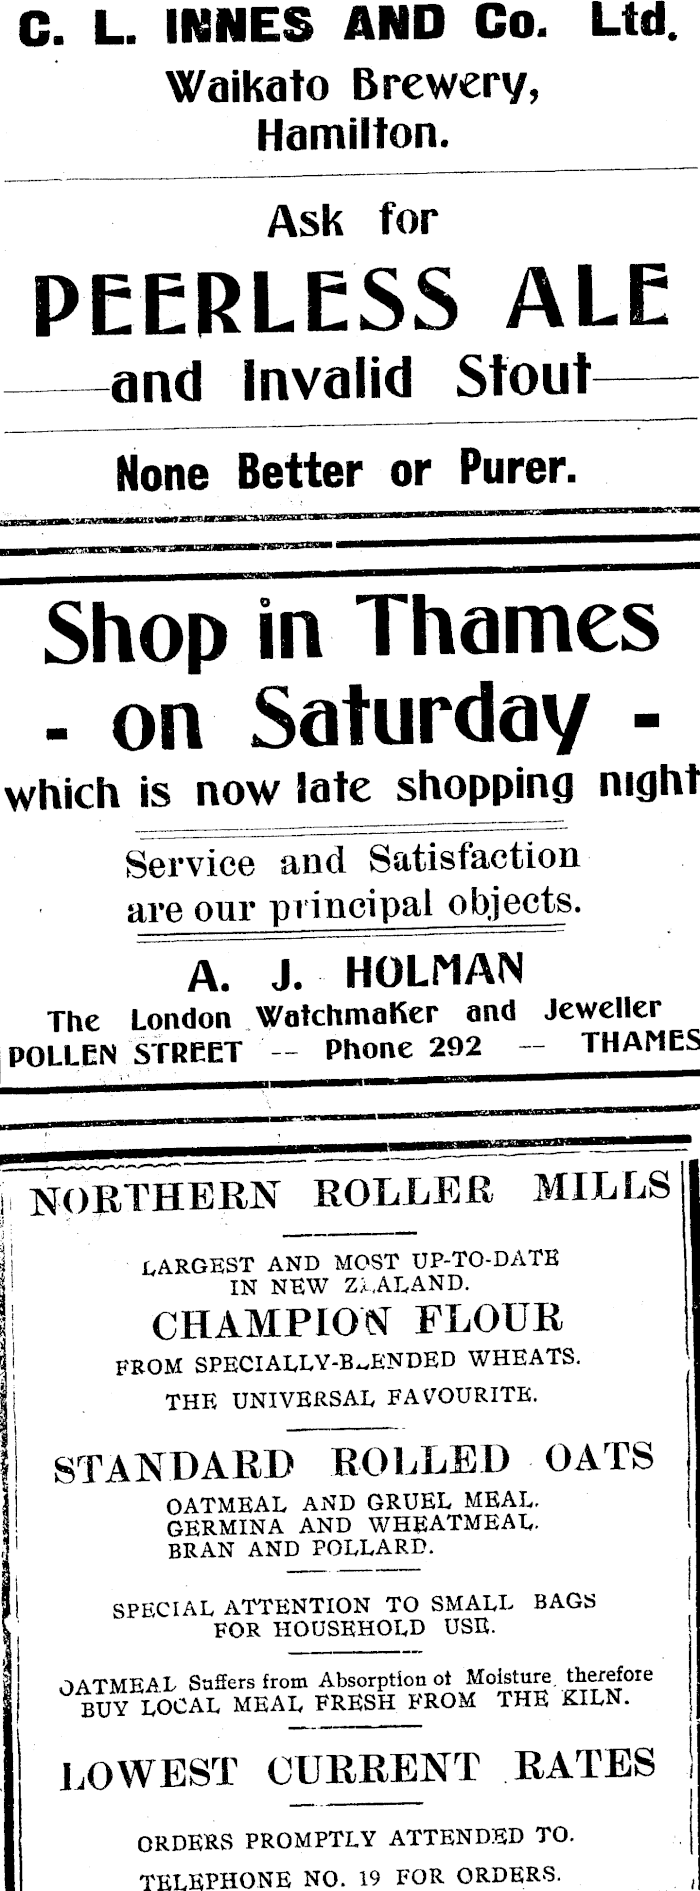 C. L. INNES AND Co. Ltd.
Waikato Brewery,
Hamilton.
Ask for
PEERLESS ALE
and Invalid Stout
None Better or Purer.
Shop in Thames
- on Saturday -
which is now late shopping night
Service and Satisfaction
are our principal objects.
A. J. HOLMAN
The London Watchmaker and Jeweller
POLLEN STREET -- Phone 292 -- THAMES
NORTHERN ROLLER MILLS
LARGEST AND MOST UP-TO-DATE
IN NEW ZEALAND.
CHAMPION FLOUR
FROM SPECIALLY-BLENDED WHEATS.
THE UNIVERSAL FAVOURITE.
STANDARD ROLLED OATS
OATMEAL AND GRUEL MEAL.
GERMINA AND WHEATMEAL.
BRAN AND POLLARD.
SPECIAL ATTENTION TO SMALL BAGS
FOR HOUSEHOLD USE.
OATMEAL Suffers from Absorption of Moisture, therefore
BUY LOCAL MEAL FRESH FROM THE KILN.
LOWEST CURRENT RATES
ORDERS PROMPTLY ATTENDED TO.
TELEPHONE NO. 19 FOR ORDERS.